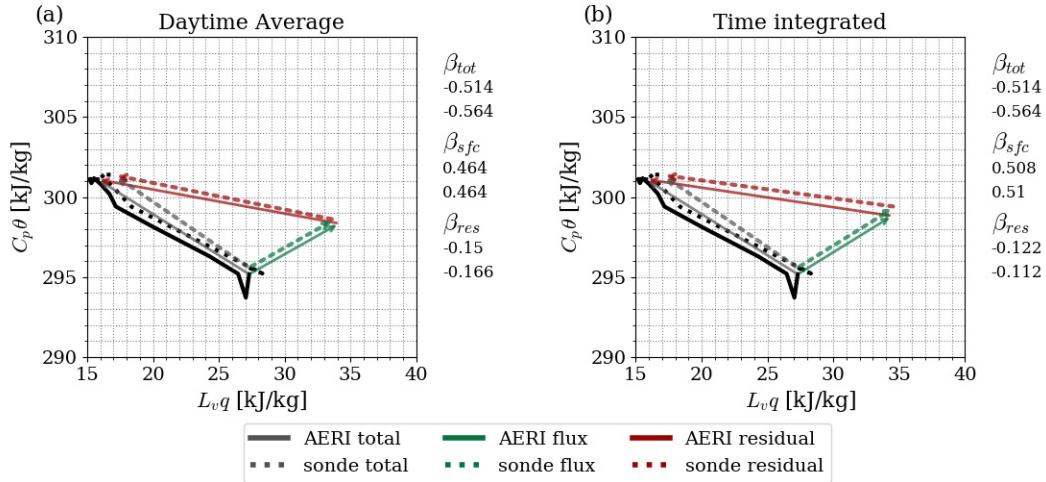 (a)
Daytime Average
310
305
300
295
290
C_pθ [kJ/kg]
15 20 25 30 35 40
L_vq [kJ/kg]
β_tot
-0.514
-0.564
β_sfc
0.464
0.464
β_res
-0.15
-0.166
(b)
Time integrated
310
305
300
295
290
C_pθ [kJ/kg]
15 20 25 30 35 40
L_vq [kJ/kg]
β_tot
-0.514
-0.564
β_sfc
0.508
0.51
β_res
-0.122
-0.112
AERI total AERI flux AERI residual
sonde total sonde flux sonde residual